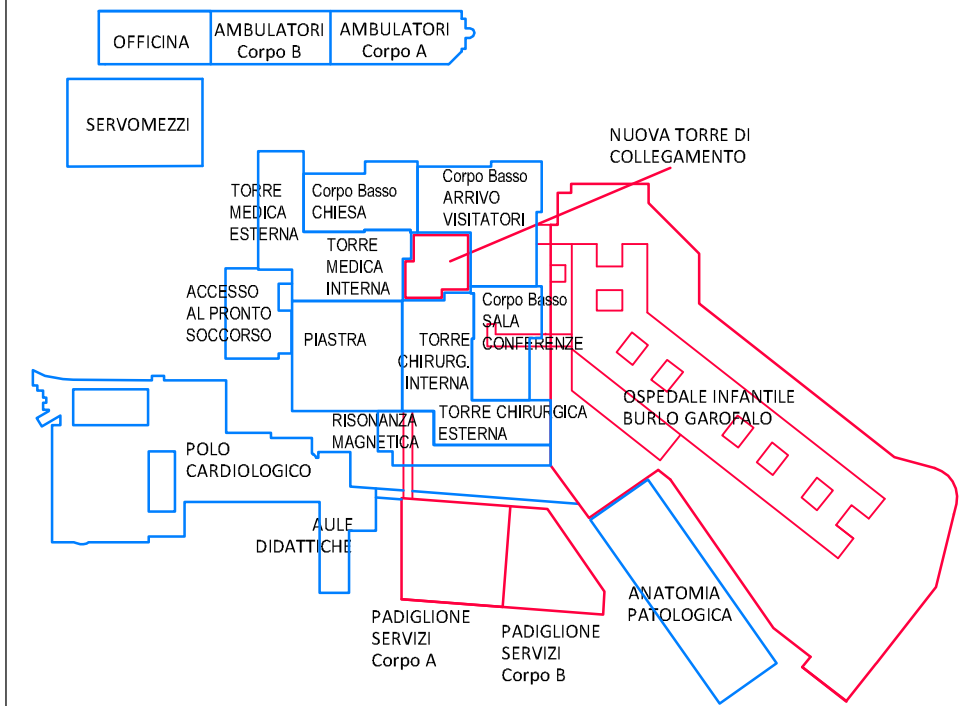 OFFICINA
AMBULATORI
Corpo B
AMBULATORI
Corpo A
SERVOMEZZI
NUOVA TORRE DI
COLLEGAMENTO
TORRE
MEDICA
ESTERNA
Corpo Basso
CHIESA
Corpo Basso
ARRIVO
VISITATORI
TORRE
MEDICA
INTERNA
ACCESSO
AL PRONTO
SOCCORSO
PIASTRA
Corpo Basso
SALA
CONFERENZE
TORRE
CHIRURG.
INTERNA
OSPEDALE INFANTILE
BURLO GAROFALO
RISONANZA
MAGNETICA
TORRE CHIRURGICA
ESTERNA
POLO
CARDIOLOGICO
AULE
DIDATTICHE
ANATOMIA
PATOLOGICA
PADIGLIONE
SERVIZI
Corpo A
PADIGLIONE
SERVIZI
Corpo B